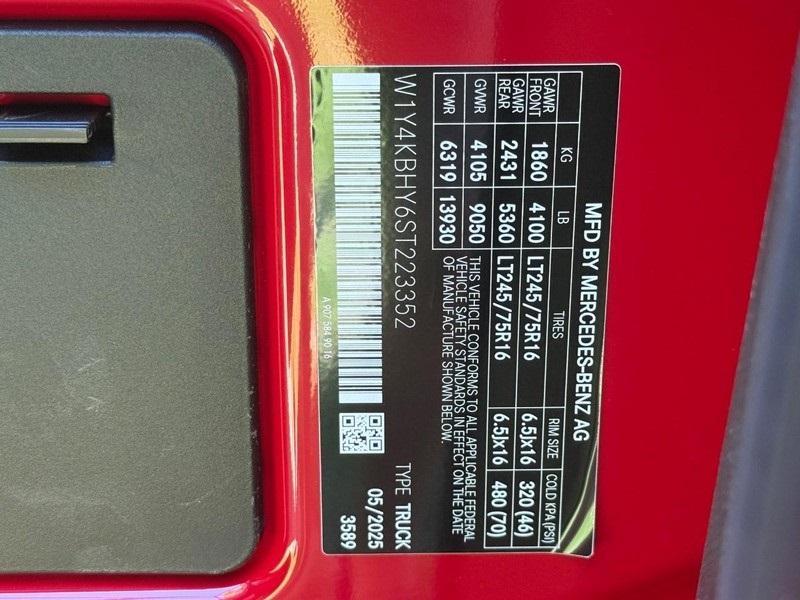 MFD BY MERCEDES-BENZ AG
KG LB TIRES RIM SIZE COLD KPA(PSI)
GAWR FRONT 1860 4100 LT245 /75R16 6.5Jx16 320 (46)
GAWR REAR 2431 5360 LT245 /75R16 6.5Jx16 480 (70)
GVWR 4105 9050
GCWR 6319 13930
THIS VEHICLE CONFORMS TO ALL APPLICABLE FEDERAL
VEHICLE SAFETY STANDARDS IN EFFECT ON THE DATE
OF MANUFACTURE SHOWN BELOW.
W1Y4KBHY6ST223352
TYPE TRUCK
05/2025
3589
A 907 584 90 16